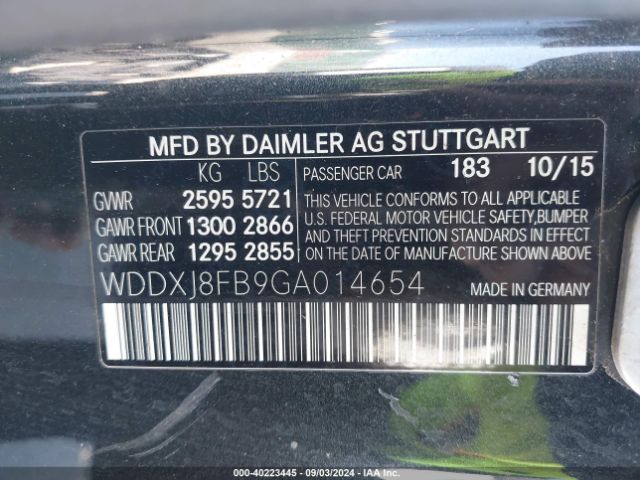 MFD BY DAIMLER AG STUTTGART
KG LBS PASSENGER CAR 183 10/15
GVWR 2595 5721 THIS VEHICLE CONFORMS TO ALL APPLICABLE
GAWR FRONT 1300 2866 U.S. FEDERAL MOTOR VEHICLE SAFETY,BUMPER
GAWR REAR 1295 2855 AND THEFT PREVENTION STANDARDS IN EFFECT
ON THE DATE OF MANUFACTURE SHOWN ABOVE.
WDDXJ8FB9GA014654 MADE IN GERMANY
000-40223445 - 09/03/2024 - IAA Inc.